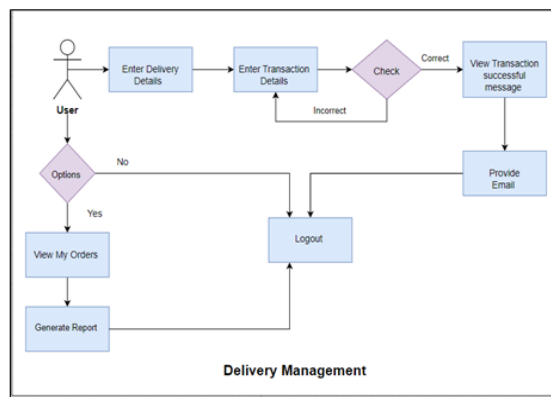 Enter Delivery
Details
Enter Transaction
Details
Check
Correct
View Transaction
successful
message
Incorrect
User
Options
No
Provide
Email
Yes
Logout
View My Orders
Generate Report
Delivery Management